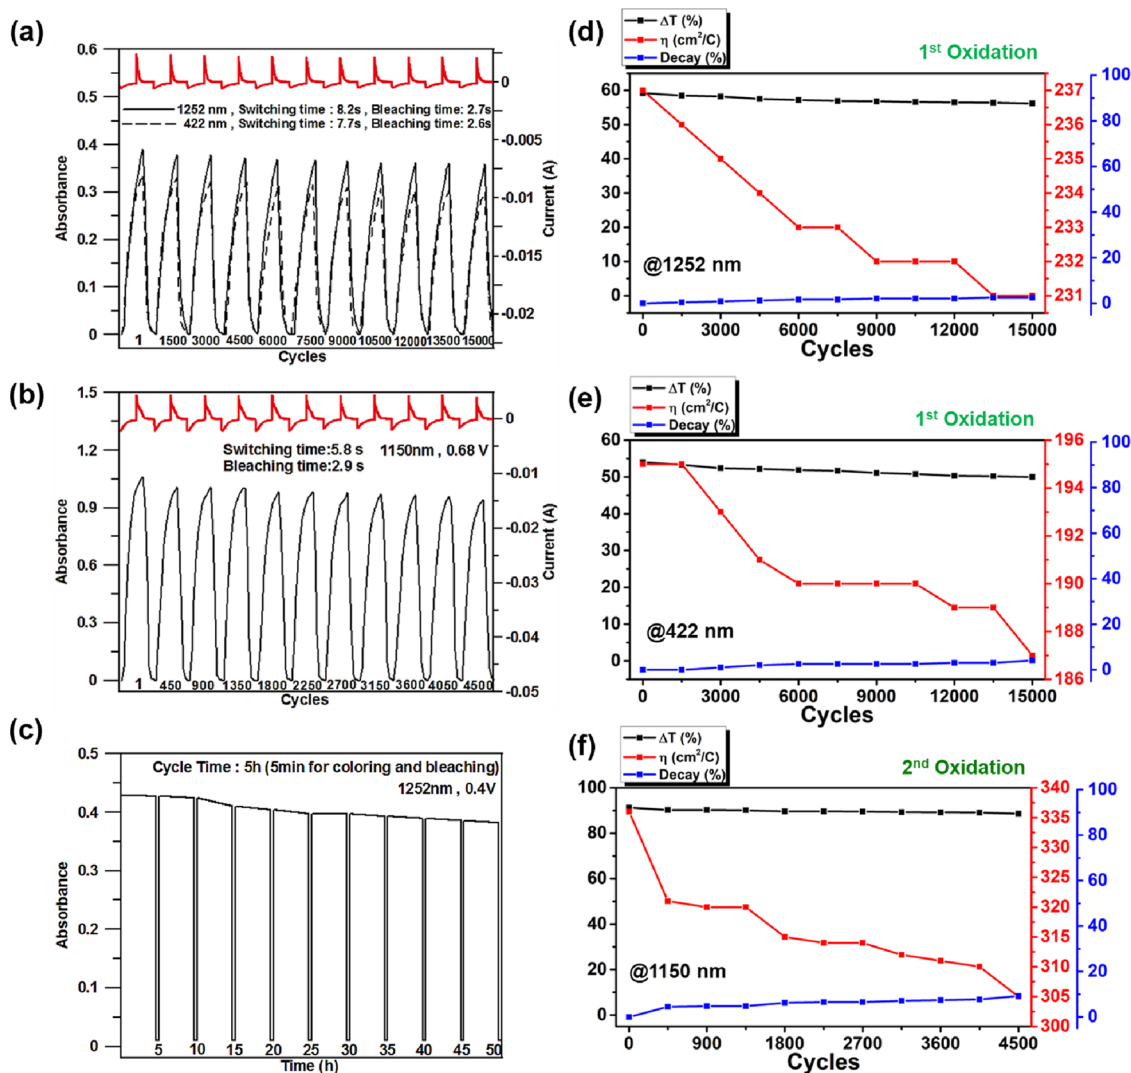 (a)
0.6
0.5
0.4
0.3
0.2
0.1
0
Absorbance
0
-0.005
-0.01
-0.015
-0.02
Current (A)
1252 nm , Switching time : 8.2s , Bleaching time: 2.7s
422 nm , Switching time : 7.7s , Bleaching time: 2.6s
1 1500 3000 4500 6000 7500 9000 10500 12000 13500 15000
Cycles
(b)
1.5
1.2
0.9
0.6
0.3
0
Absorbance
0
-0.01
-0.02
-0.03
-0.04
-0.05
Current (A)
Switching time:5.8 s 1150nm, 0.68 V
Bleaching time:2.9 s
1 450 900 1350 1800 2250 2700 3150 3600 4050 4500
Cycles
(c)
0.5
0.4
0.3
0.2
0.1
0
Absorbance
Cycle Time : 5h (5min for coloring and bleaching)
1252nm , 0.4V
5 10 15 20 25 30 35 40 45 50
Time (h)
(d)
ΔT (%)
η (cm²/C)
Decay (%)
1st Oxidation
60
50
40
30
20
10
0
237
236
235
234
233
232
231
100
80
60
40
20
0
@1252 nm
0 3000 6000 9000 12000 15000
Cycles
(e)
ΔT (%)
η (cm²/C)
Decay (%)
1st Oxidation
60
50
40
30
20
10
0
196
194
192
190
188
186
100
80
60
40
20
0
@422 nm
0 3000 6000 9000 12000 15000
Cycles
(f)
ΔT (%)
η (cm²/C)
Decay (%)
2nd Oxidation
100
80
60
40
20
0
340
335
330
325
320
315
310
305
300
100
80
60
40
20
0
@1150 nm
0 900 1800 2700 3600 4500
Cycles